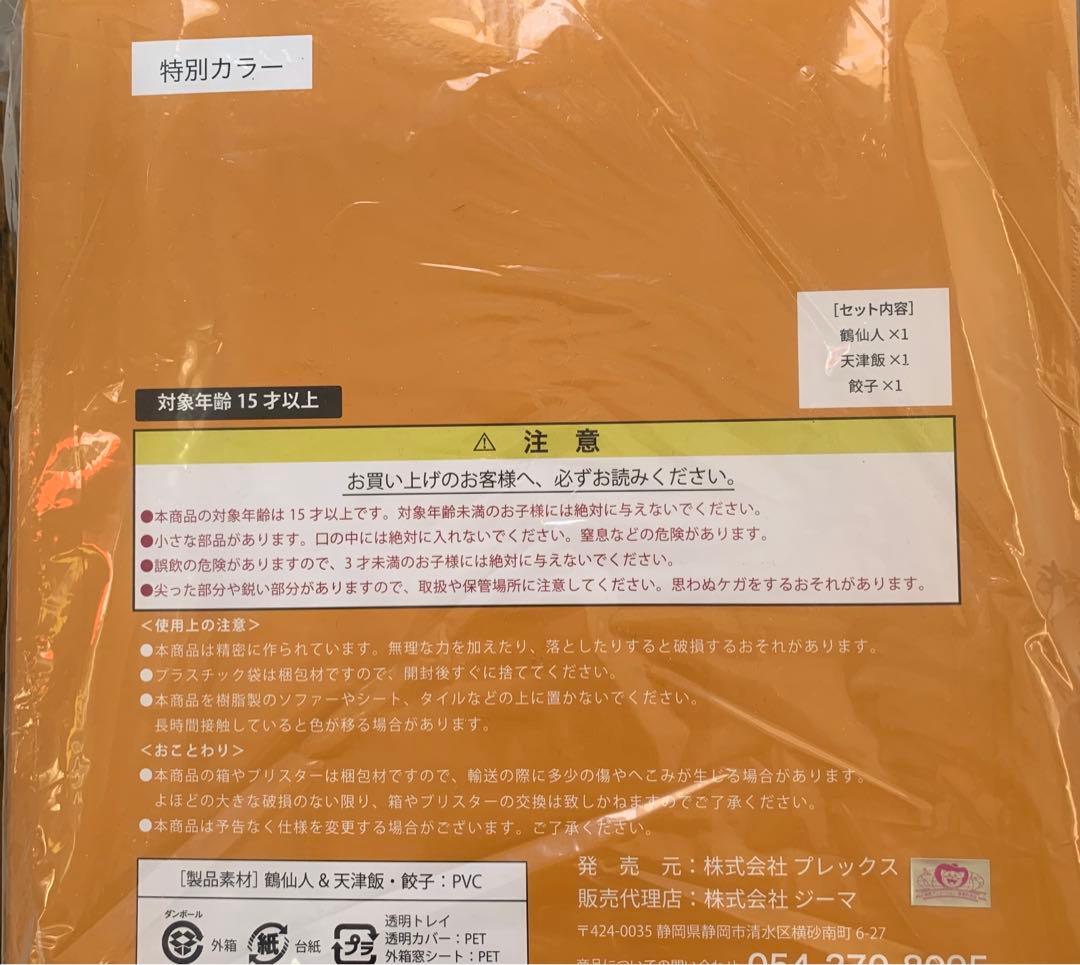 特別カラー
[セット内容]
鶴仙人×1
天津飯×1
餃子×1
対象年齢15才以上
⚠ 注 意
お買い上げのお客様へ、必ずお読みください。
●本商品の対象年齢は15才以上です。対象年齢未満のお子様には絶対に与えないでください。
●小さな部品があります。口の中には絶対に入れないでください。窒息などの危険があります。
●誤飲の危険がありますので、3才未満のお子様には絶対に与えないでください。
●尖った部分や鋭い部分がありますので、取扱や保管場所に注意してください。思わぬケガをするおそれがあります。
<使用上の注意>
●本商品は精密に作られています。無理な力を加えたり、落としたりすると破損するおそれがあります。
●プラスチック袋は梱包材ですので、開封後すぐに捨ててください。
●本商品を樹脂製のソファーやシート、タイルなどの上に置かないでください。
長時間接触していると色が移る場合があります。
<おことわり>
●本商品の箱やブリスターは梱包材ですので、輸送の際に多少の傷やへこみが生じる場合があります。
よほどの大きな破損のない限り、箱やブリスターの交換は致しかねますのでご了承ください。
●本商品は予告なく仕様を変更する場合がございます。ご了承ください。
[製品素材] 鶴仙人&天津飯・餃子:PVC
ダンボール
外箱
紙
台紙
プラ
透明トレイ
透明カバー:PET
外箱窓シート:PET
発 売 元:株式会社 プレックス
販売代理店:株式会社 ジーマ
〒424-0035 静岡県静岡市清水区横砂南町6-27